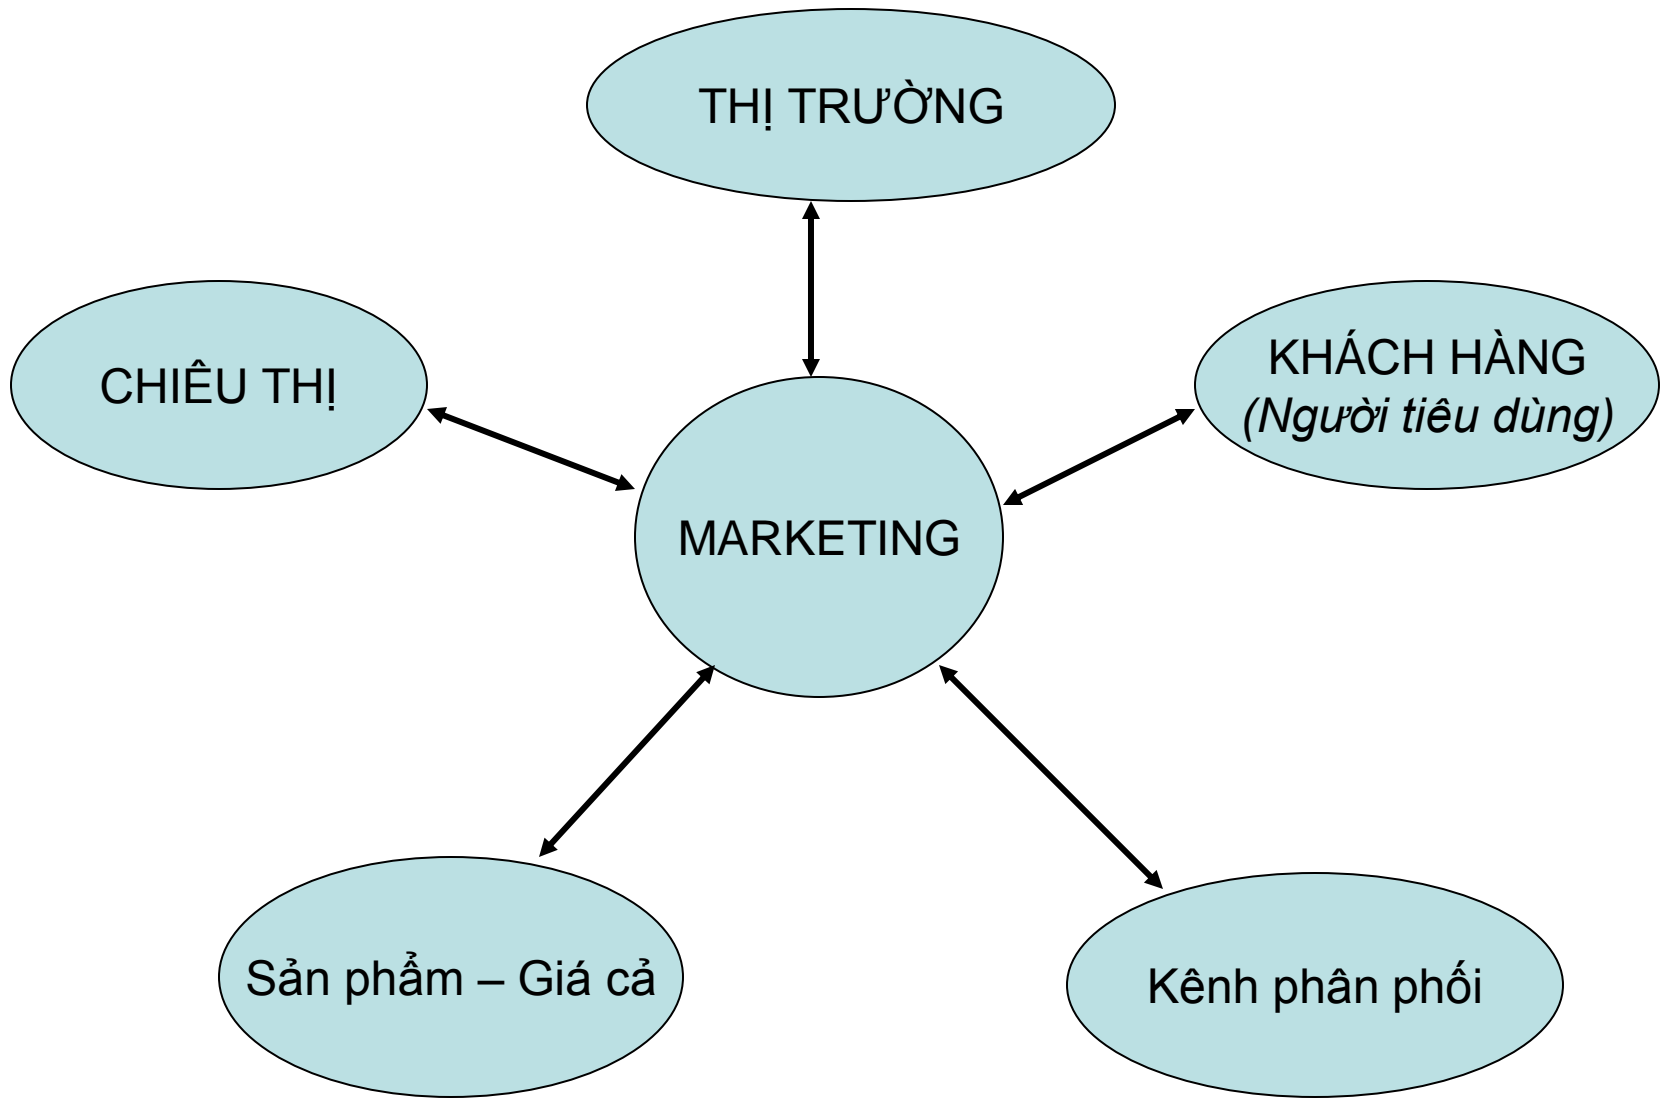 THỊ TRƯỜNG
CHIÊU THỊ
KHÁCH HÀNG
(Người tiêu dùng)
MARKETING
Sản phẩm – Giá cả
Kênh phân phối